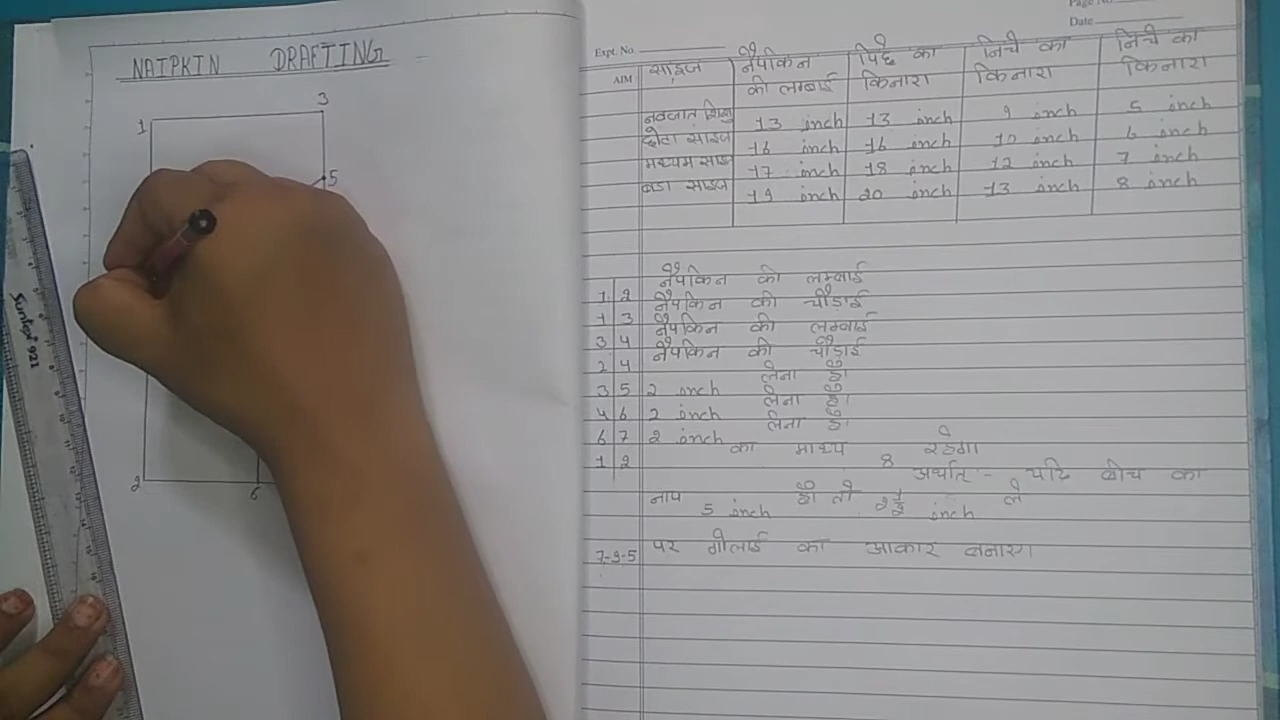 NAIPKIN DRAFTING
3
1
5
2
6
Suntex 921
Page No.
Date
Expt. No.
AIM साइज नैपकिन की लम्बाई पिछे का किनारा निचे का किनारा निचे का किनारा
नवजात शिशु 13 inch 13 inch 9 inch 5 inch
छोटा साइज 16 inch 16 inch 10 inch 6 inch
मध्यम साइज 17 inch 18 inch 12 inch 7 inch
बडा साइज 19 inch 20 inch 13 inch 8 inch
1 2 नैपकिन की लम्बाई
1 3 नैपकिन की चौड़ाई
3 4 नैपकिन की लम्बाई
2 4 नैपकिन की चौड़ाई
3 5 2 inch लेना है।
4 6 2 inch लेना है।
6 7 2 inch लेना है।
1 2 का माध्य 8 रहेगा
अर्थात :- यदि बीच का
नाप 5 inch हो तो 2½ inch ले
7-9-5 पर गोलाई का आकार बनाएं।